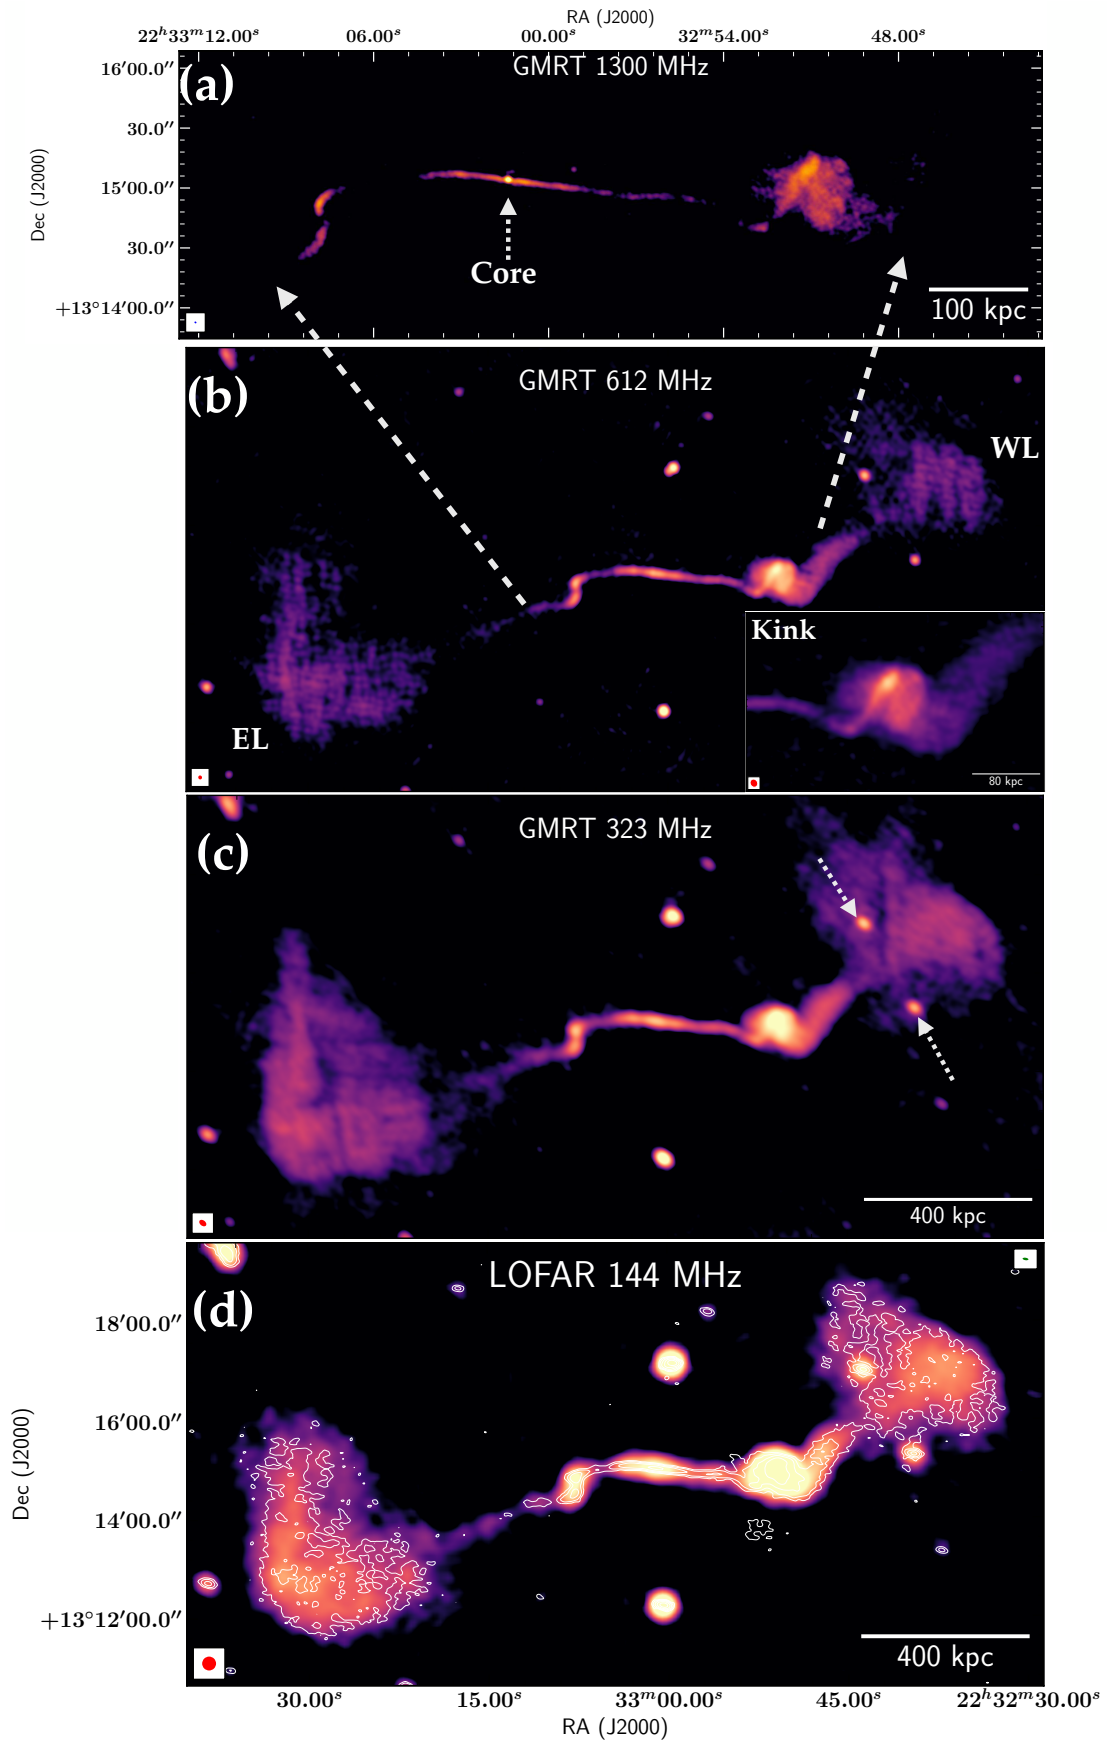 RA (J2000)
22ʰ33ᵐ12.00ˢ 06.00ˢ 00.00ˢ 32ᵐ54.00ˢ 48.00ˢ
(a)
GMRT 1300 MHz
16′00.0″
30.0″
15′00.0″
30.0″
+13°14′00.0″
Dec (J2000)
Core
100 kpc
(b)
GMRT 612 MHz
WL
EL
Kink
80 kpc
(c)
GMRT 323 MHz
400 kpc
(d)
LOFAR 144 MHz
18′00.0″
16′00.0″
14′00.0″
+13°12′00.0″
Dec (J2000)
400 kpc
30.00ˢ 15.00ˢ 33ᵐ00.00ˢ 45.00ˢ 22ʰ32ᵐ30.00ˢ
RA (J2000)